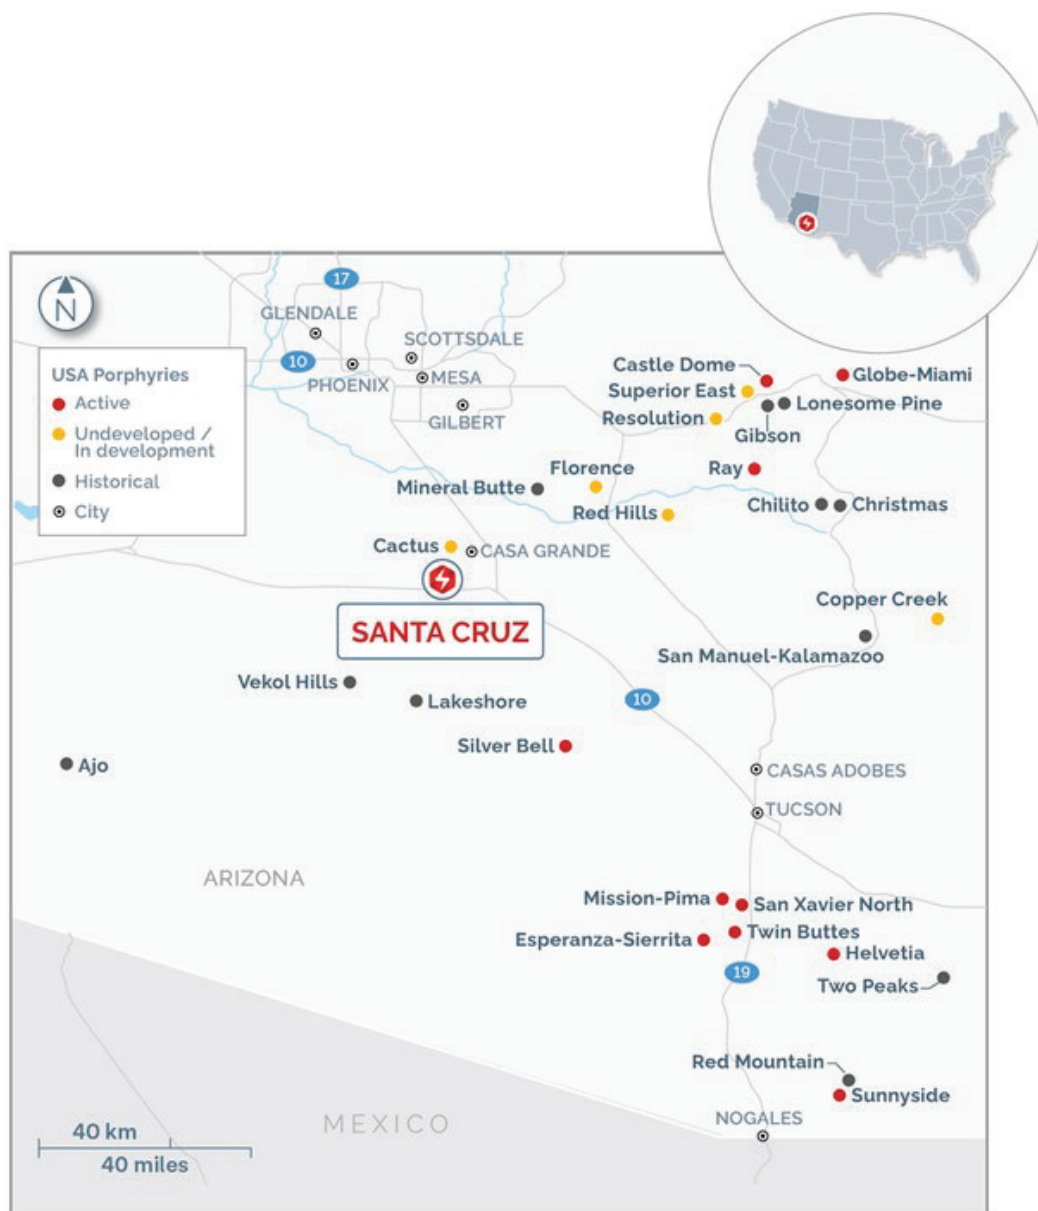 N
USA Porphyries
Active
Undeveloped /
In development
Historical
City
17
GLENDALE
SCOTTSDALE
10
PHOENIX
MESA
GILBERT
Castle Dome
Globe-Miami
Superior East
Lonesome Pine
Resolution
Gibson
Florence
Ray
Mineral Butte
Red Hills
Chilito
Christmas
Cactus
CASA GRANDE
SANTA CRUZ
Copper Creek
San Manuel-Kalamazoo
Vekol Hills
Lakeshore
10
Silver Bell
Ajo
CASAS ADOBES
TUCSON
ARIZONA
Mission-Pima
San Xavier North
Twin Buttes
Esperanza-Sierrita
Helvetia
19
Two Peaks
Red Mountain
Sunnyside
NOGALES
MEXICO
40 km
40 miles